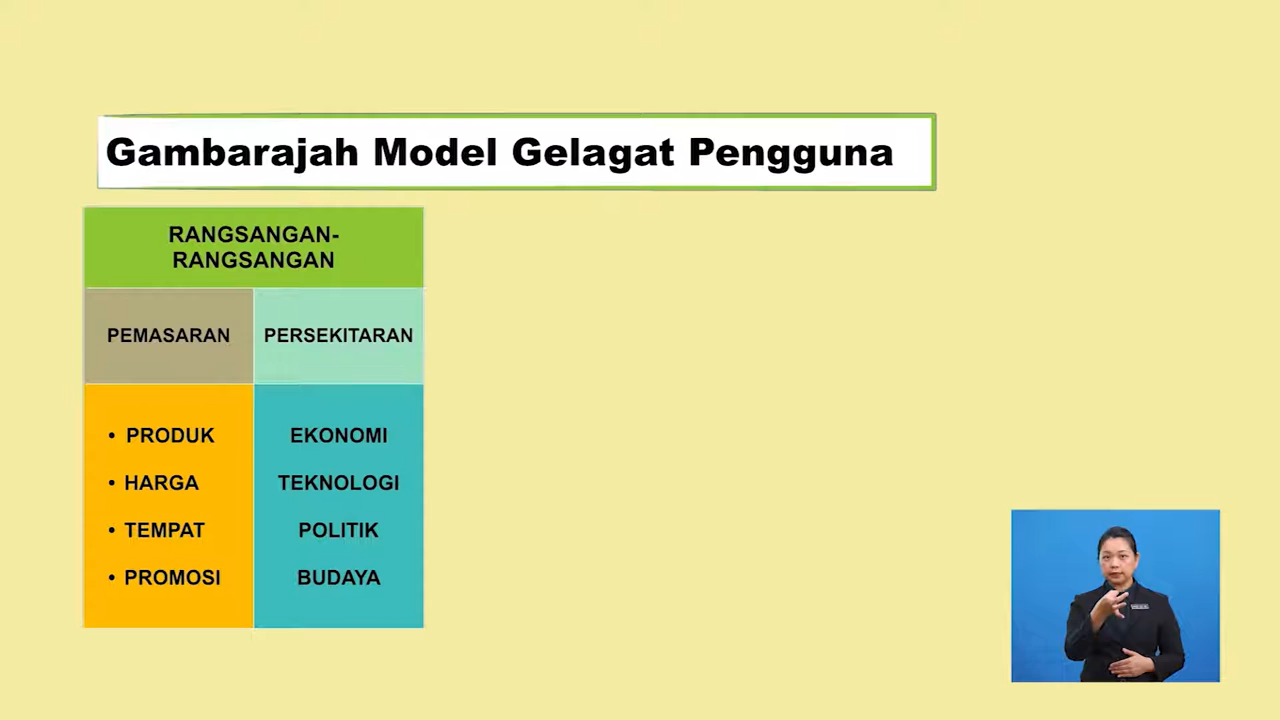 Gambarajah Model Gelagat Pengguna
RANGSANGAN-
RANGSANGAN
PEMASARAN
PERSEKITARAN
• PRODUK
• HARGA
• TEMPAT
• PROMOSI
EKONOMI
TEKNOLOGI
POLITIK
BUDAYA